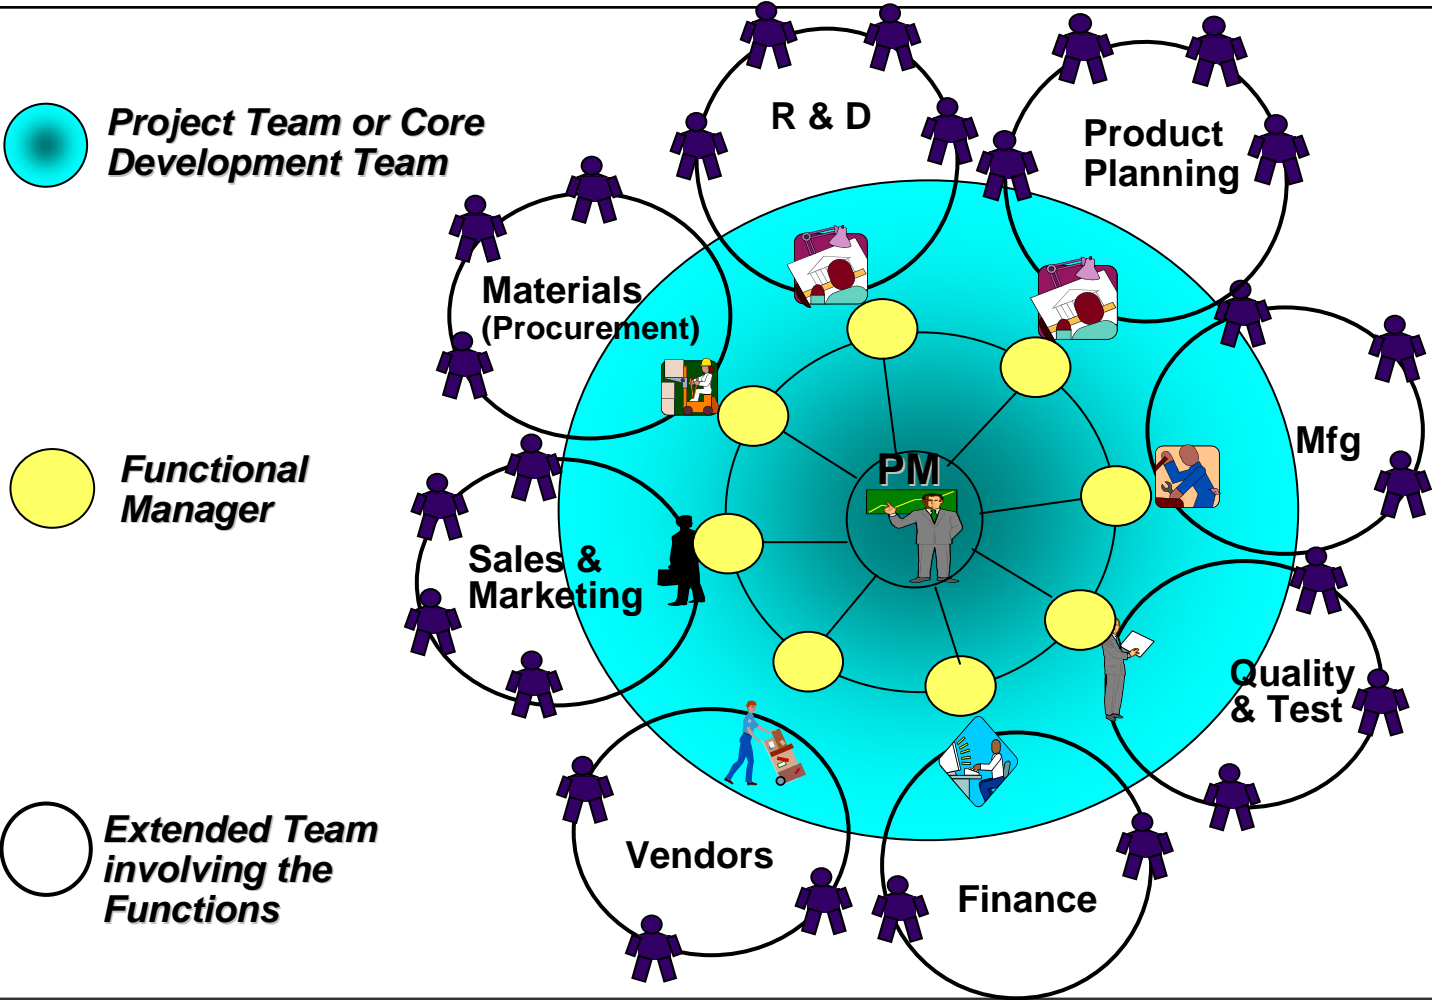 Project Team or Core
Development Team
R & D
Product
Planning
Materials
(Procurement)
Functional
Manager
PM
Mfg
Sales &
Marketing
Quality
& Test
Extended Team
involving the
Functions
Vendors
Finance